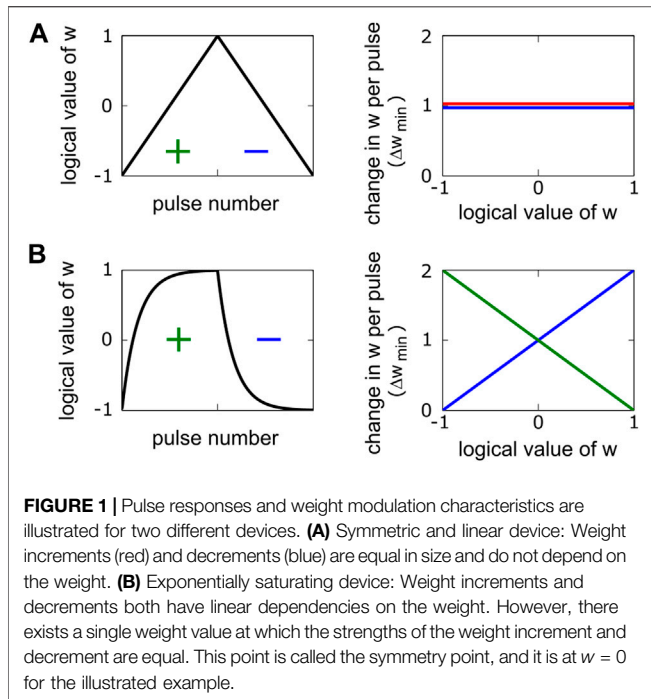 A
logical value of w
1
0
-1
+
−
pulse number
change in w per pulse
(Δw min)
2
1
0
-1
0
1
logical value of w
B
logical value of w
1
0
-1
+
−
pulse number
change in w per pulse
(Δw min)
2
1
0
-1
0
1
logical value of w
FIGURE 1 | Pulse responses and weight modulation characteristics are
illustrated for two different devices. (A) Symmetric and linear device: Weight
increments (red) and decrements (blue) are equal in size and do not depend on
the weight. (B) Exponentially saturating device: Weight increments and
decrements both have linear dependencies on the weight. However, there
exists a single weight value at which the strengths of the weight increment and
decrement are equal. This point is called the symmetry point, and it is at w = 0
for the illustrated example.